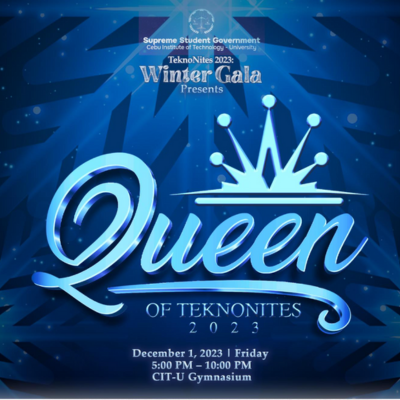 Supreme Student Government
Cebu Institute of Technology - University
TeknoNites 2023:
Winter Gala
Presents
Queen
OF TEKNONITES
2023
December 1, 2023 | Friday
5:00 PM – 10:00 PM
CIT-U Gymnasium